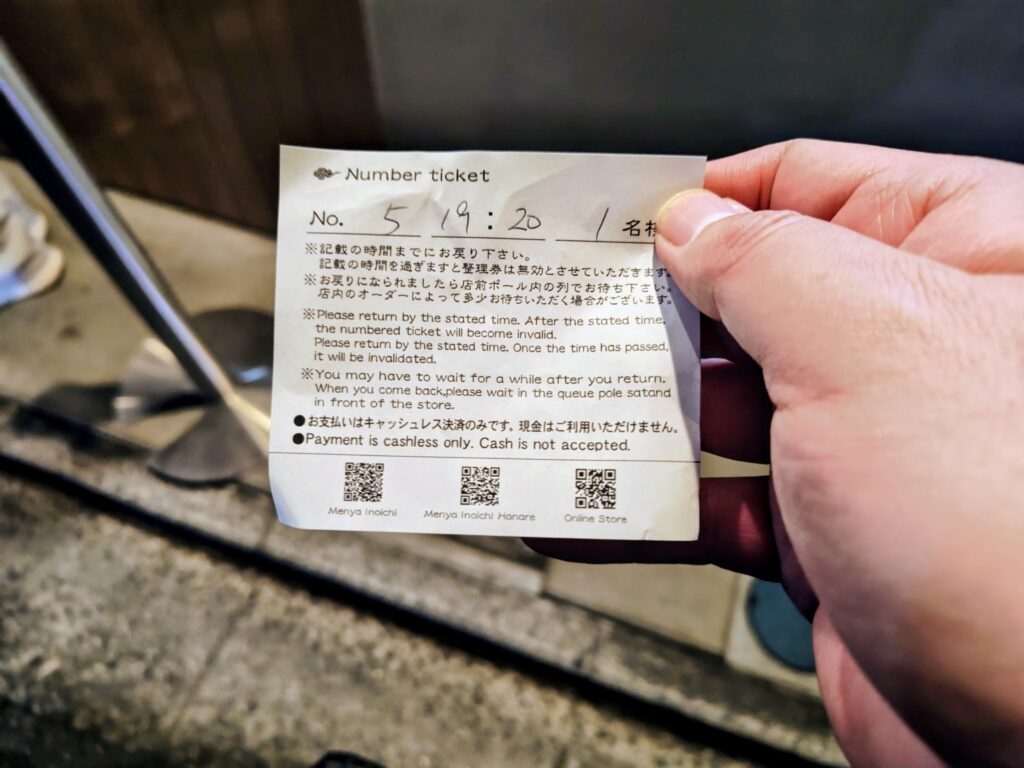 Number ticket
No. 5 19:20 1 名様
※記載の時間までにお戻り下さい。
記載の時間を過ぎますと整理券は無効とさせていただきます。
※お戻りになられましたら店前ポール内の列でお待ち下さい。
店内のオーダーによって多少お待ちいただく場合がございます。
※Please return by the stated time. After the stated time,
the numbered ticket will become invalid.
Please return by the stated time. Once the time has passed,
it will be invalidated.
※You may have to wait for a while after you return.
When you come back,please wait in the queue pole satand
in front of the store.
●お支払いはキャッシュレス決済のみです。現金はご利用いただけません。
●Payment is cashless only. Cash is not accepted.
Menya Inoichi Menya Inoichi Hanare Online Store